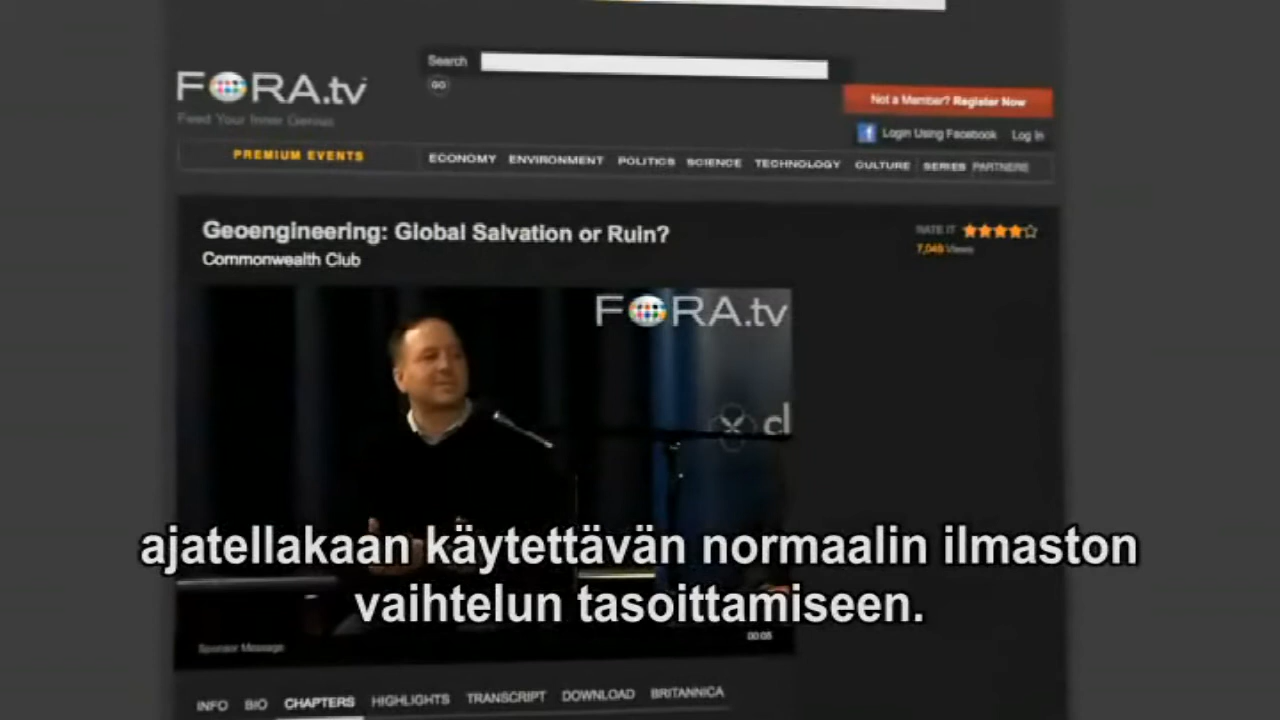 Search
GO
FORA.tv
Feed Your Inner Genius
Not a Member? Register Now
Login Using Facebook Log In
PREMIUM EVENTS ECONOMY ENVIRONMENT POLITICS SCIENCE TECHNOLOGY CULTURE SERIES PARTNERS
Geoengineering: Global Salvation or Ruin?
Commonwealth Club
RATE IT
7,049 Views
FORA.tv
cl
ajatellakaan käytettävän normaalin ilmaston
vaihtelun tasoittamiseen.
Sponsor Message
00:05
INFO BIO CHAPTERS HIGHLIGHTS TRANSCRIPT DOWNLOAD BRITANNICA